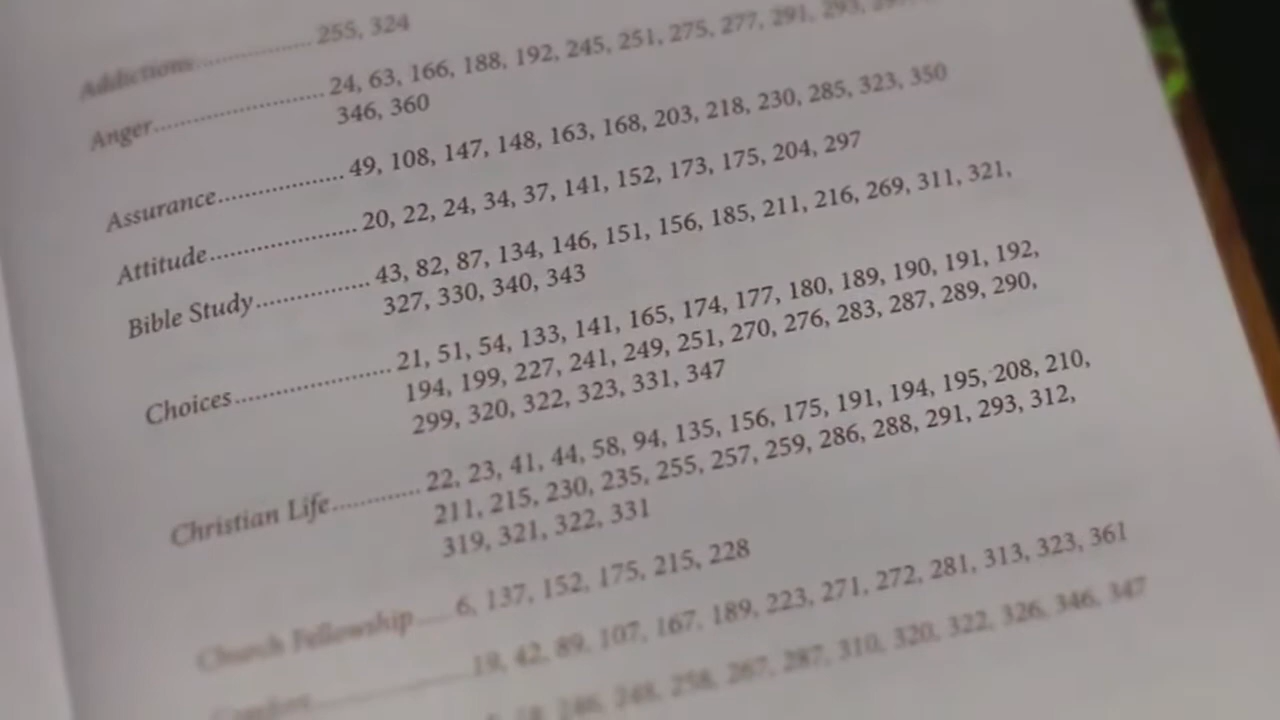 Addictions................. 255, 324
Anger........................ 24, 63, 166, 188, 192, 245, 251, 275, 277, 291, 293,
346, 360
Assurance.................. 49, 108, 147, 148, 163, 168, 203, 218, 230, 285, 323, 350
Attitude..................... 20, 22, 24, 34, 37, 141, 152, 173, 175, 204, 297
Bible Study................ 43, 82, 87, 134, 146, 151, 156, 185, 211, 216, 269, 311, 321,
327, 330, 340, 343
Choices...................... 21, 51, 54, 133, 141, 165, 174, 177, 180, 189, 190, 191, 192,
194, 199, 227, 241, 249, 251, 270, 276, 283, 287, 289, 290,
299, 320, 322, 323, 331, 347
Christian Life............. 22, 23, 41, 44, 58, 94, 135, 156, 175, 191, 194, 195, 208, 210,
211, 215, 230, 235, 255, 257, 259, 286, 288, 291, 293, 312,
319, 321, 322, 331
Church Fellowship...... 6, 137, 152, 175, 215, 228
Comfort..................... 19, 42, 89, 107, 167, 189, 223, 271, 272, 281, 313, 323, 361
246, 248, 258, 267, 287, 310, 320, 322, 326, 346, 347